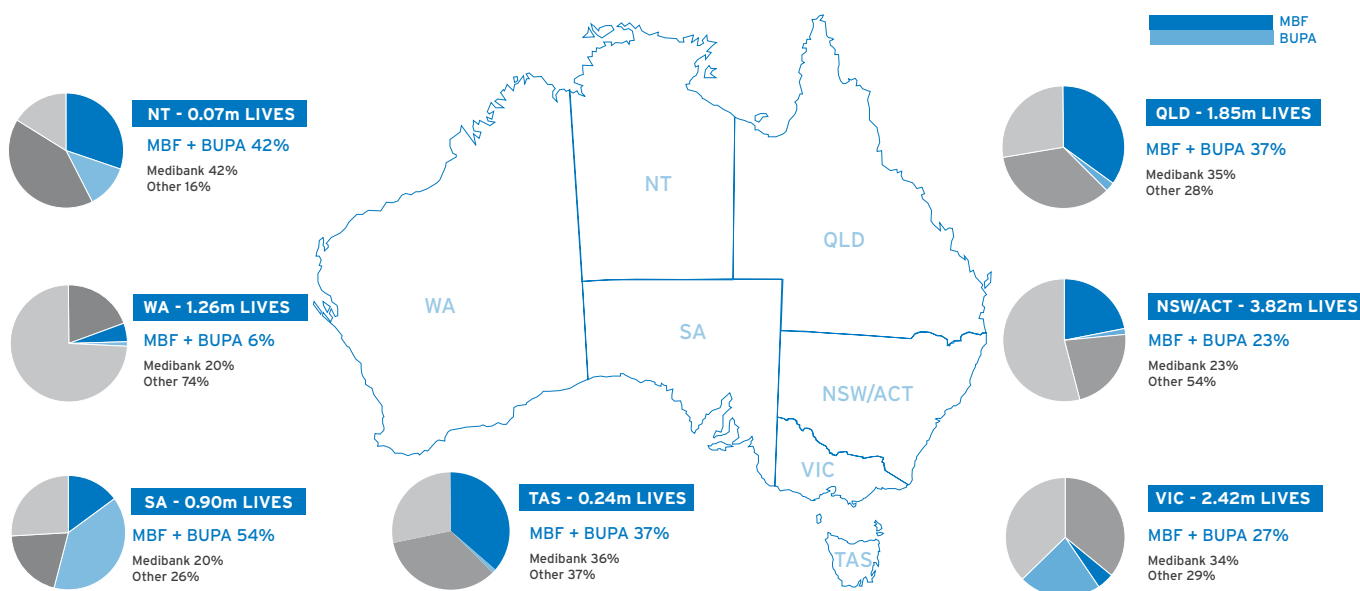 MBF
BUPA
NT - 0.07m LIVES
MBF + BUPA 42%
Medibank 42%
Other 16%
QLD - 1.85m LIVES
MBF + BUPA 37%
Medibank 35%
Other 28%
NT
QLD
WA
SA
NSW/ACT
VIC
TAS
WA - 1.26m LIVES
MBF + BUPA 6%
Medibank 20%
Other 74%
NSW/ACT - 3.82m LIVES
MBF + BUPA 23%
Medibank 23%
Other 54%
SA - 0.90m LIVES
MBF + BUPA 54%
Medibank 20%
Other 26%
TAS - 0.24m LIVES
MBF + BUPA 37%
Medibank 36%
Other 37%
VIC - 2.42m LIVES
MBF + BUPA 27%
Medibank 34%
Other 29%